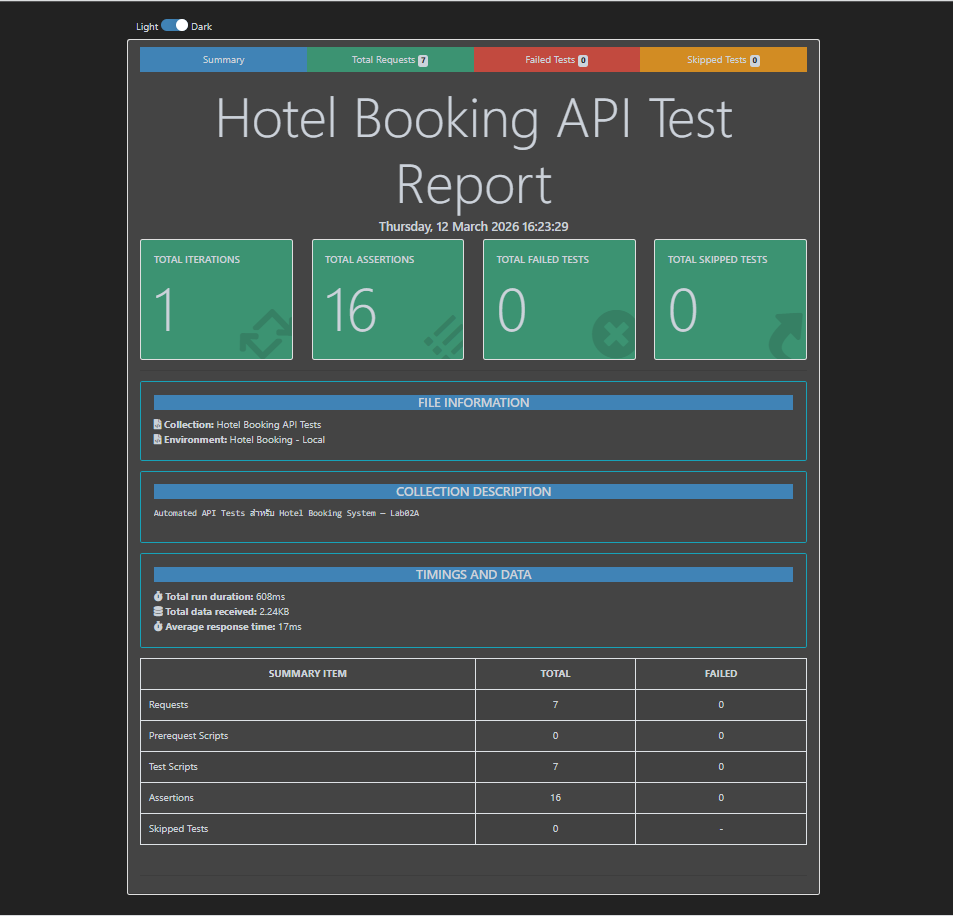 Light Dark
Summary Total Requests 7 Failed Tests 0 Skipped Tests 0
Hotel Booking API Test
Report
Thursday, 12 March 2026 16:23:29
TOTAL ITERATIONS TOTAL ASSERTIONS TOTAL FAILED TESTS TOTAL SKIPPED TESTS
1 16 0 0
FILE INFORMATION
Collection: Hotel Booking API Tests
Environment: Hotel Booking - Local
COLLECTION DESCRIPTION
Automated API Tests สำหรับ Hotel Booking System — Lab02A
TIMINGS AND DATA
Total run duration: 608ms
Total data received: 2.24KB
Average response time: 17ms
SUMMARY ITEM TOTAL FAILED
Requests 7 0
Prerequest Scripts 0 0
Test Scripts 7 0
Assertions 16 0
Skipped Tests 0 -